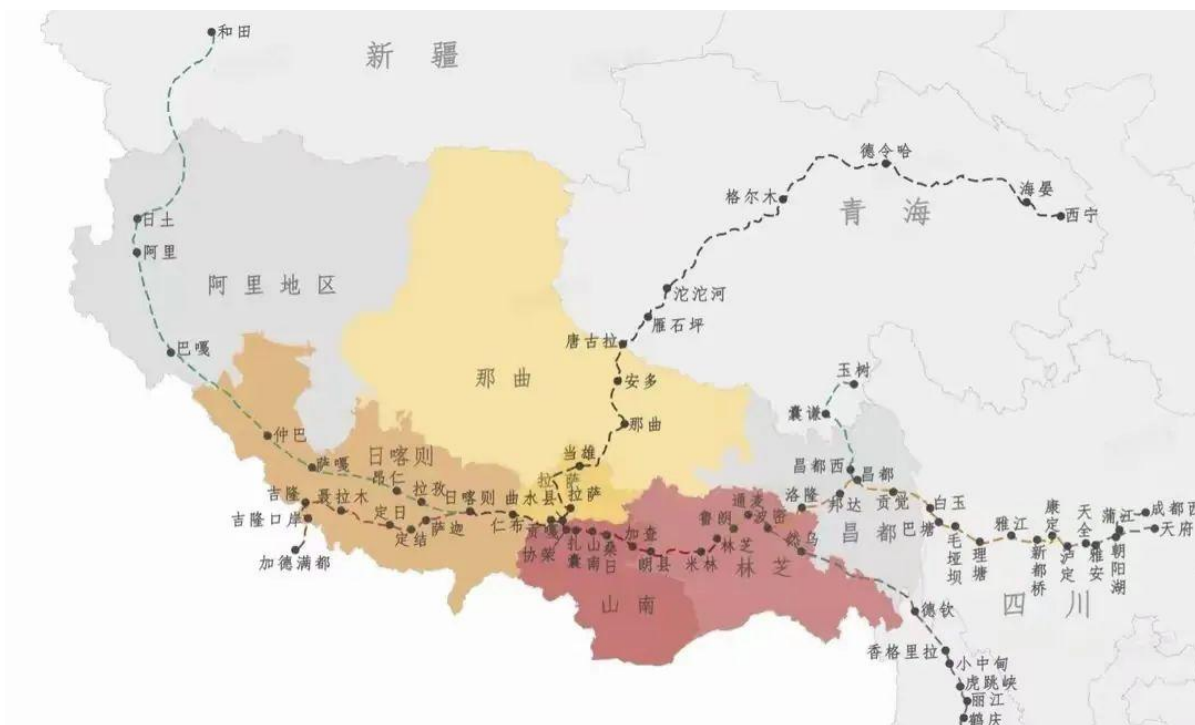 和田
新疆
德令哈
海晏
格尔木
西宁
青海
日土
阿里
阿里地区
沱沱河
雁石坪
唐古拉
巴嘎
那曲
安多
玉树
囊谦
那曲
仲巴
当雄
日喀则
萨嘎
昂仁
拉孜
拉萨
拉萨
昌都西
昌都
吉隆
聂拉木
日喀则
曲水县
通麦
洛隆
邦达
贡觉
白玉
吉隆口岸
定日
定结
萨迦
仁布
贡嘎
协荣
扎囊
山南
桑日
加查
朗县
米林
鲁朗
林芝
波密
然乌
林芝
昌都
巴塘
毛垭坝
理塘
雅江
新都桥
康定
泸定
天全
雅安
蒲江
朝阳湖
成都西
天府
加德满都
山南
四川
德钦
香格里拉
小中甸
虎跳峡
丽江
鹤庆